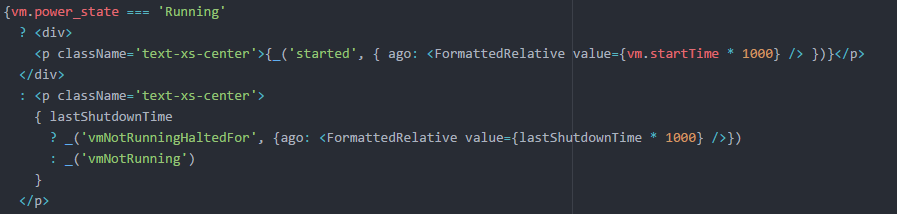 {vm.power_state === 'Running'
  ? <div>
    <p className='text-xs-center'>{_('started', { ago: <FormattedRelative value={vm.startTime * 1000} /> })}</p>
  </div>
  : <p className='text-xs-center'>
    { lastShutdownTime
      ? _('vmNotRunningHaltedFor', {ago: <FormattedRelative value={lastShutdownTime * 1000} />})
      : _('vmNotRunning')
    }
  </p>